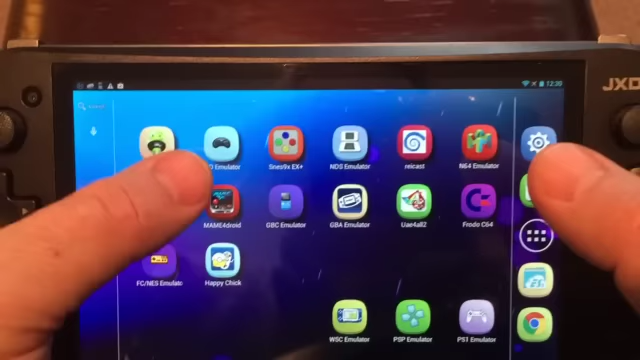 12:30
JXD
Emulator
Snes9x EX+
NDS Emulator
reicast
N64 Emulator
MAME4droid
GBC Emulator
GBA Emulator
Uae4all2
Frodo C64
FC/NES Emulato
Happy Chick
WSC Emulator
PSP Emulator
PS1 Emulator